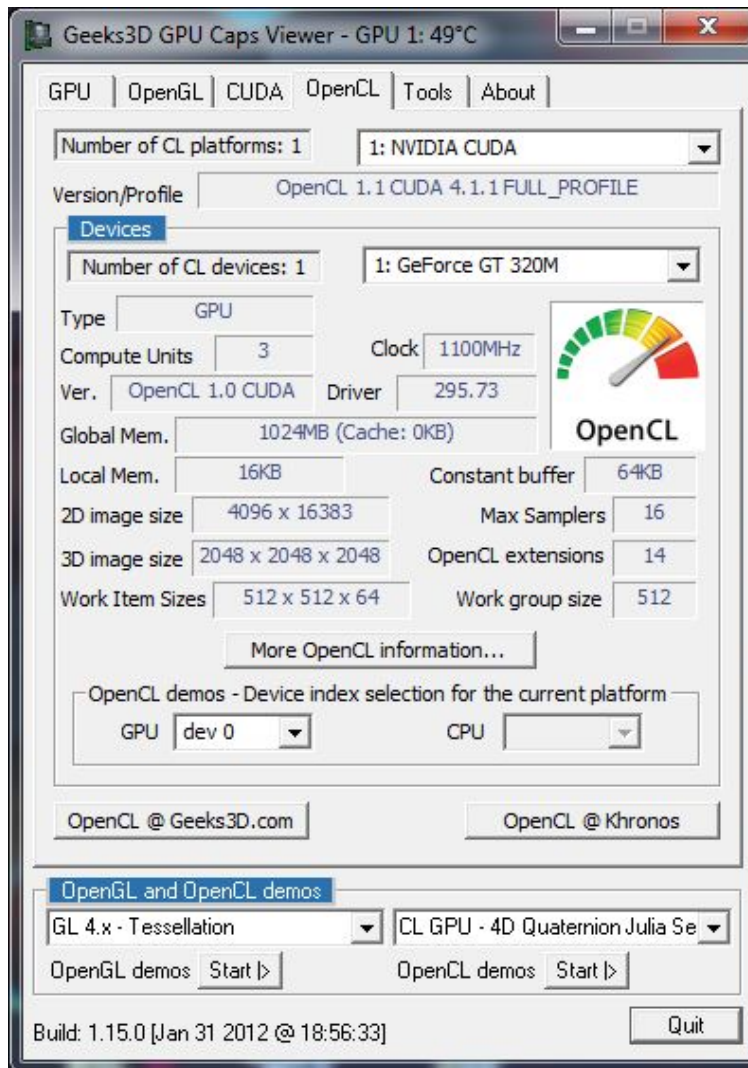 Geeks3D GPU Caps Viewer - GPU 1: 49°C
GPU OpenGL CUDA OpenCL Tools About
Number of CL platforms: 1 1: NVIDIA CUDA
Version/Profile OpenCL 1.1 CUDA 4.1.1 FULL_PROFILE
Devices
Number of CL devices: 1 1: GeForce GT 320M
Type GPU
Compute Units 3 Clock 1100MHz
Ver. OpenCL 1.0 CUDA Driver 295.73
OpenCL
Global Mem. 1024MB (Cache: 0KB)
Local Mem. 16KB Constant buffer 64KB
2D image size 4096 x 16383 Max Samplers 16
3D image size 2048 x 2048 x 2048 OpenCL extensions 14
Work Item Sizes 512 x 512 x 64 Work group size 512
More OpenCL information...
OpenCL demos - Device index selection for the current platform
GPU dev 0 CPU
OpenCL @ Geeks3D.com OpenCL @ Khronos
OpenGL and OpenCL demos
GL 4.x - Tessellation CL GPU - 4D Quaternion Julia Se
OpenGL demos Start |> OpenCL demos Start |>
Build: 1.15.0 [Jan 31 2012 @ 18:56:33] Quit